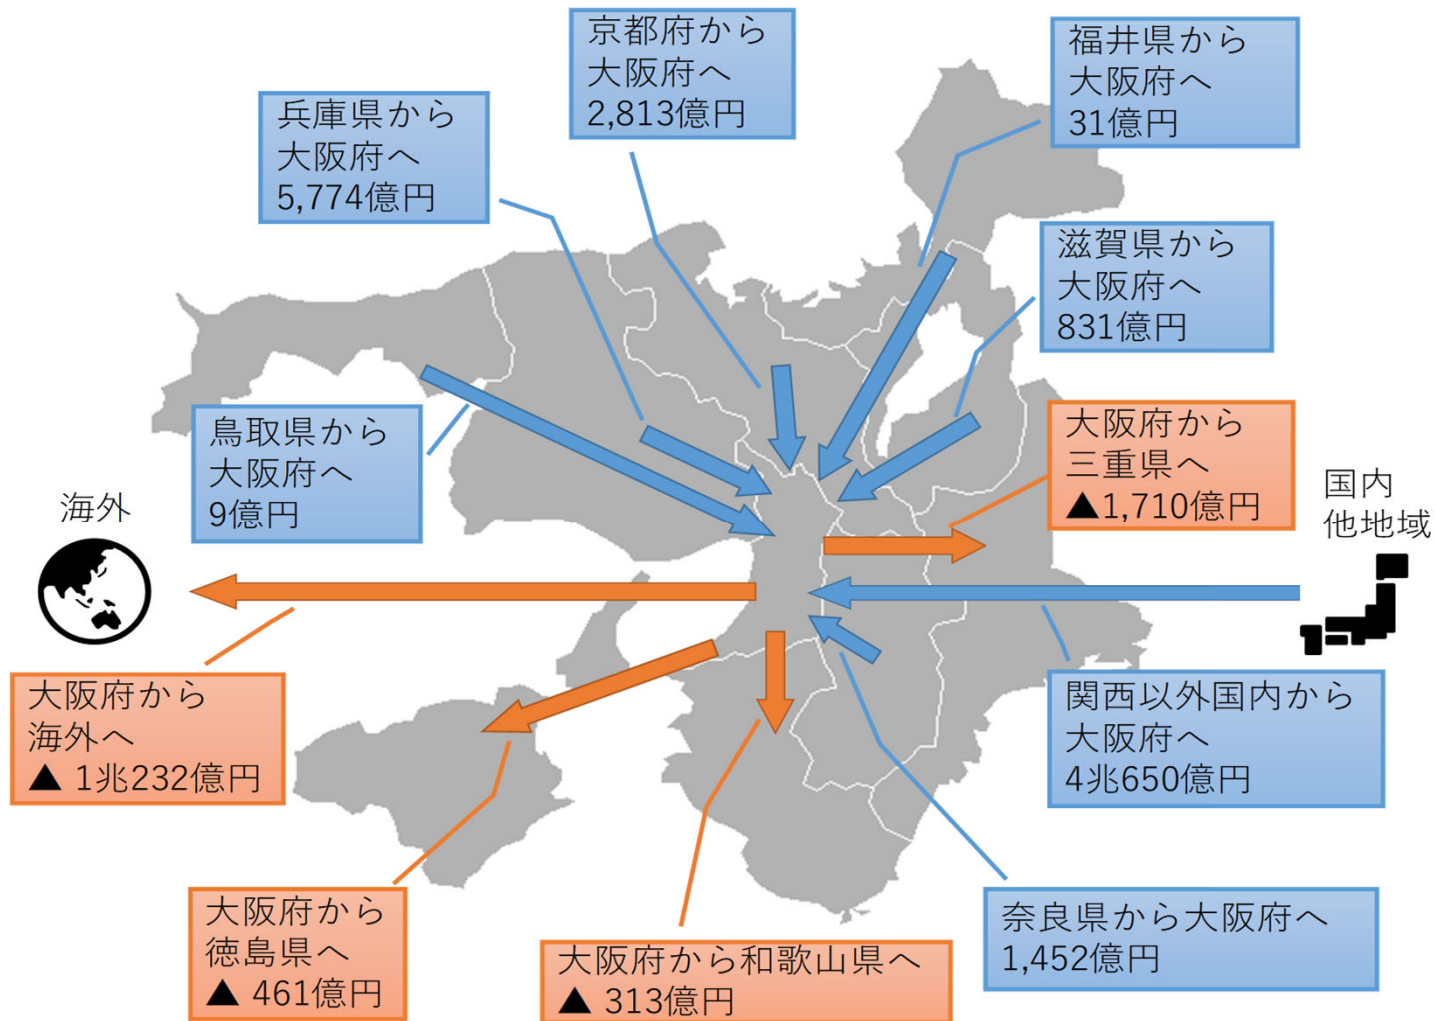 京都府から
大阪府へ
2,813億円
福井県から
大阪府へ
31億円
兵庫県から
大阪府へ
5,774億円
滋賀県から
大阪府へ
831億円
鳥取県から
大阪府へ
9億円
大阪府から
三重県へ
▲1,710億円
海外
国内
他地域
大阪府から
海外へ
▲ 1兆232億円
関西以外国内から
大阪府へ
4兆650億円
大阪府から
徳島県へ
▲ 461億円
大阪府から和歌山県へ
▲ 313億円
奈良県から大阪府へ
1,452億円